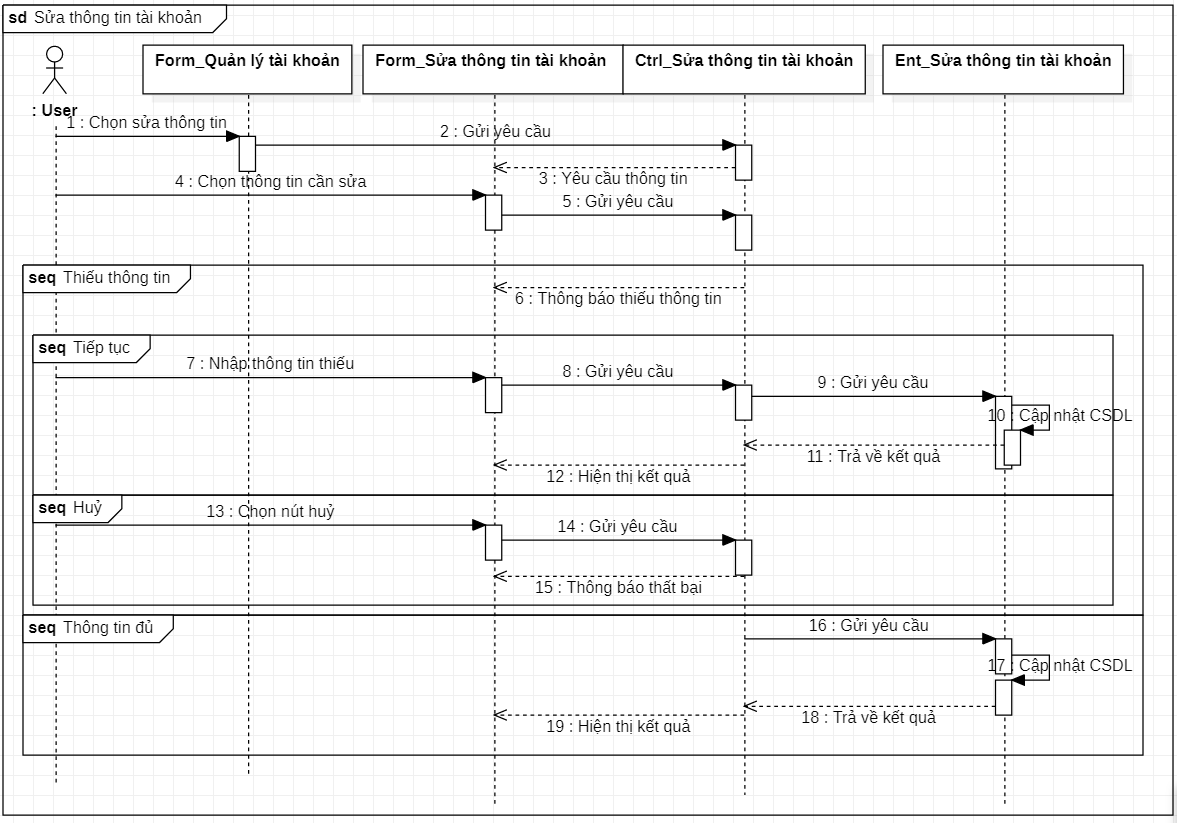 sd Sửa thông tin tài khoản
Form_Quản lý tài khoản
Form_Sửa thông tin tài khoản
Ctrl_Sửa thông tin tài khoản
Ent_Sửa thông tin tài khoản
: User
1 : Chọn sửa thông tin
2 : Gửi yêu cầu
3 : Yêu cầu thông tin
4 : Chọn thông tin cần sửa
5 : Gửi yêu cầu
seq Thiếu thông tin
6 : Thông báo thiếu thông tin
seq Tiếp tục
7 : Nhập thông tin thiếu
8 : Gửi yêu cầu
9 : Gửi yêu cầu
10 : Cập nhật CSDL
11 : Trả về kết quả
12 : Hiện thị kết quả
seq Huỷ
13 : Chọn nút huỷ
14 : Gửi yêu cầu
15 : Thông báo thất bại
seq Thông tin đủ
16 : Gửi yêu cầu
17 : Cập nhật CSDL
18 : Trả về kết quả
19 : Hiện thị kết quả